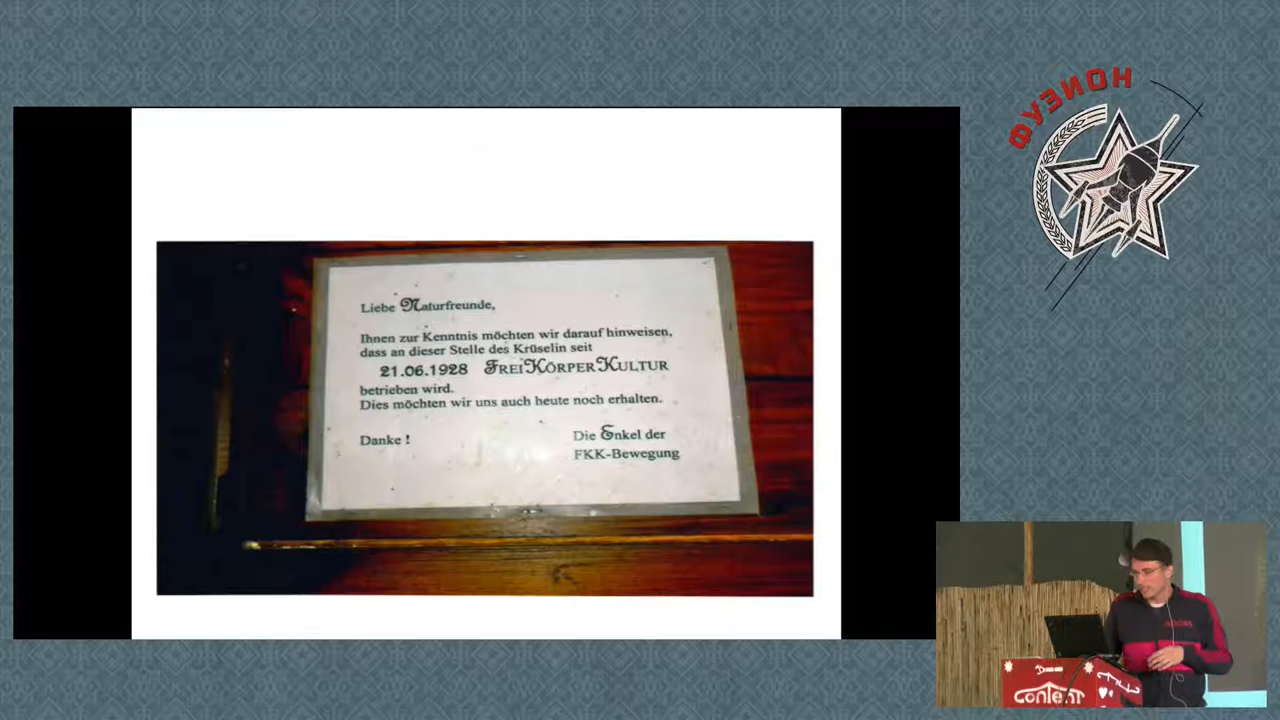 ФУЗИОН
Liebe Naturfreunde,
Ihnen zur Kenntnis möchten wir darauf hinweisen,
dass an dieser Stelle des Krüselin seit
21.06.1928 FREIKÖRPERKULTUR
betrieben wird.
Dies möchten wir uns auch heute noch erhalten.
Danke !
Die Enkel der
FKK-Bewegung
content